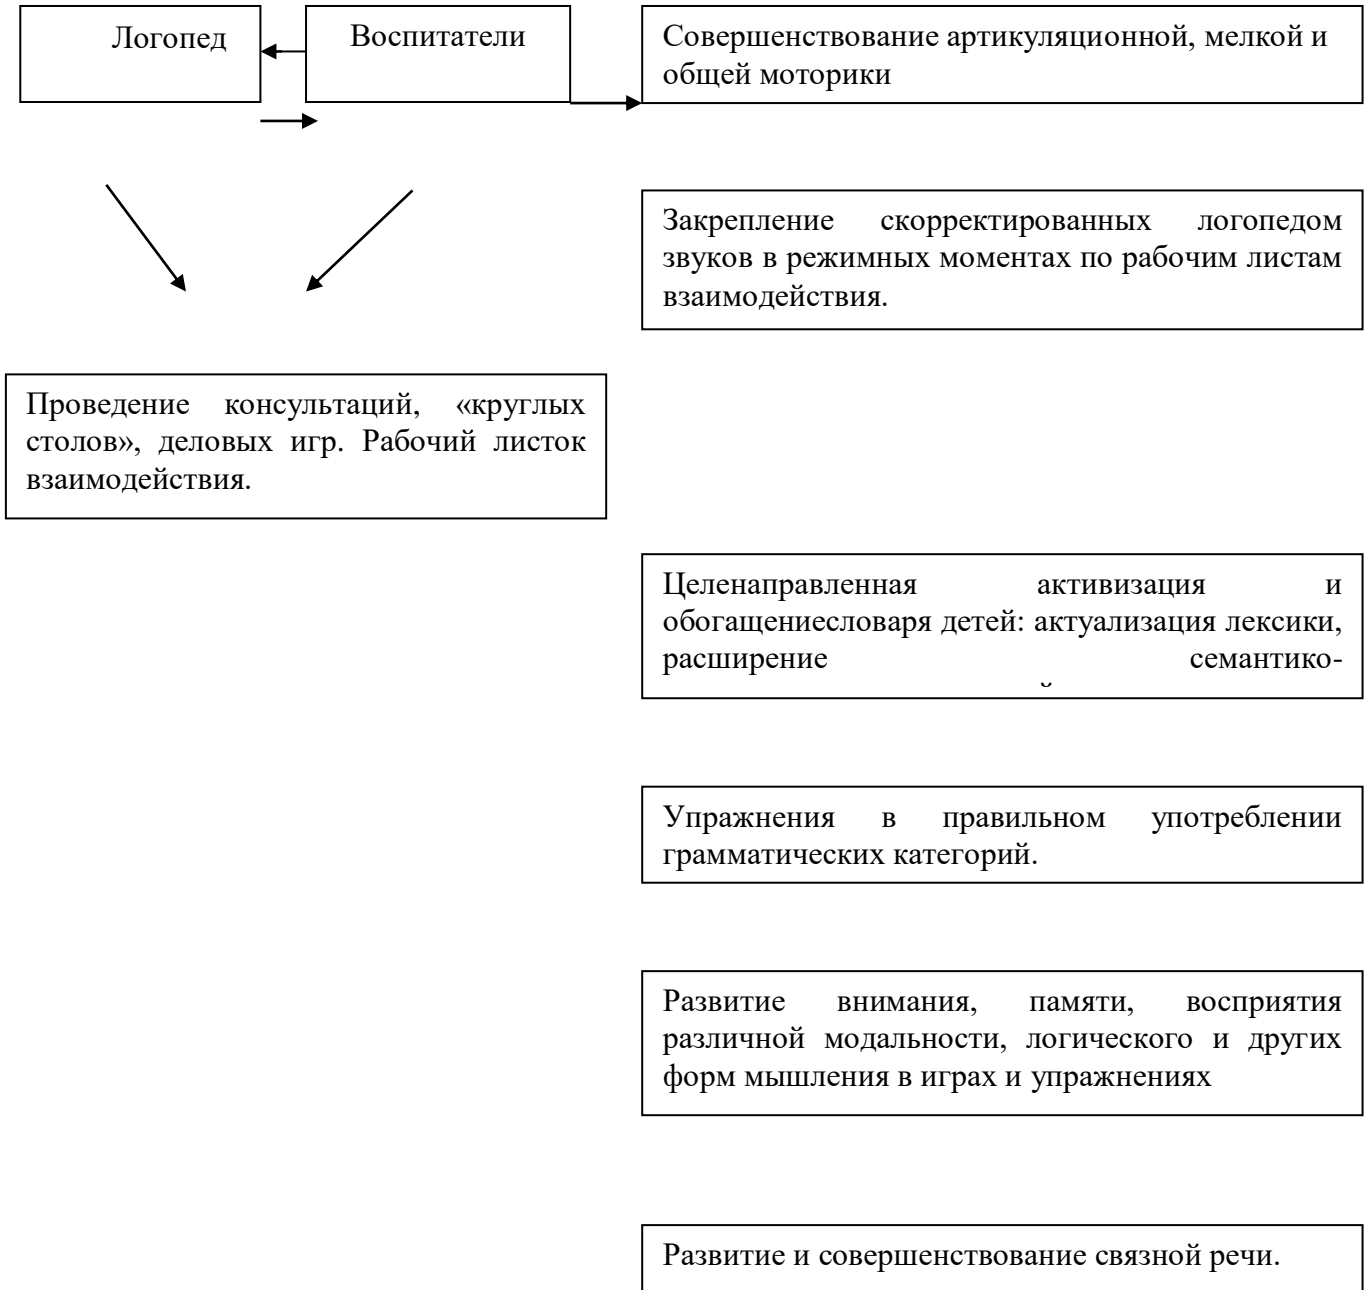 Логопед
Воспитатели
Совершенствование артикуляционной, мелкой и
общей моторики
Закрепление скорректированных логопедом
звуков в режимных моментах по рабочим листам
взаимодействия.
Проведение консультаций, «круглых
столов», деловых игр. Рабочий листок
взаимодействия.
Целенаправленная активизация и
обогащениесловаря детей: актуализация лексики,
расширение семантико-
Упражнения в правильном употреблении
грамматических категорий.
Развитие внимания, памяти, восприятия
различной модальности, логического и других
форм мышления в играх и упражнениях
Развитие и совершенствование связной речи.